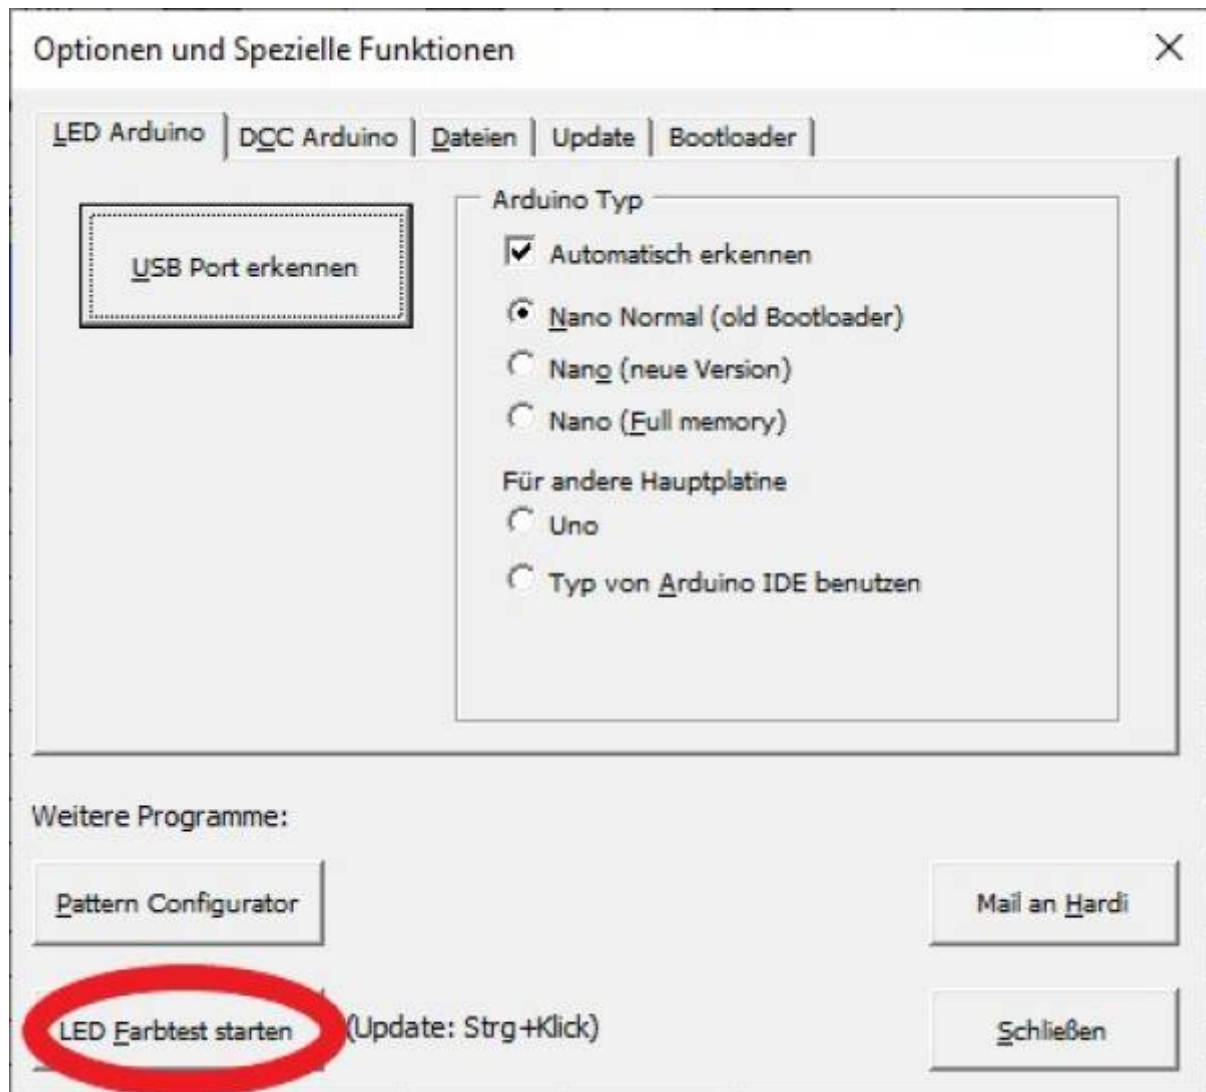 Optionen und Spezielle Funktionen
LED Arduino
DCC Arduino
Dateien
Update
Bootloader
USB Port erkennen
Arduino Typ
Automatisch erkennen
Nano Normal (old Bootloader)
Nano (neue Version)
Nano (Full memory)
Für andere Hauptplatine
Uno
Typ von Arduino IDE benutzen
Weitere Programme:
Pattern Configurator
Mail an Hardi
LED Farbtest starten
(Update: Strg+Klick)
Schließen